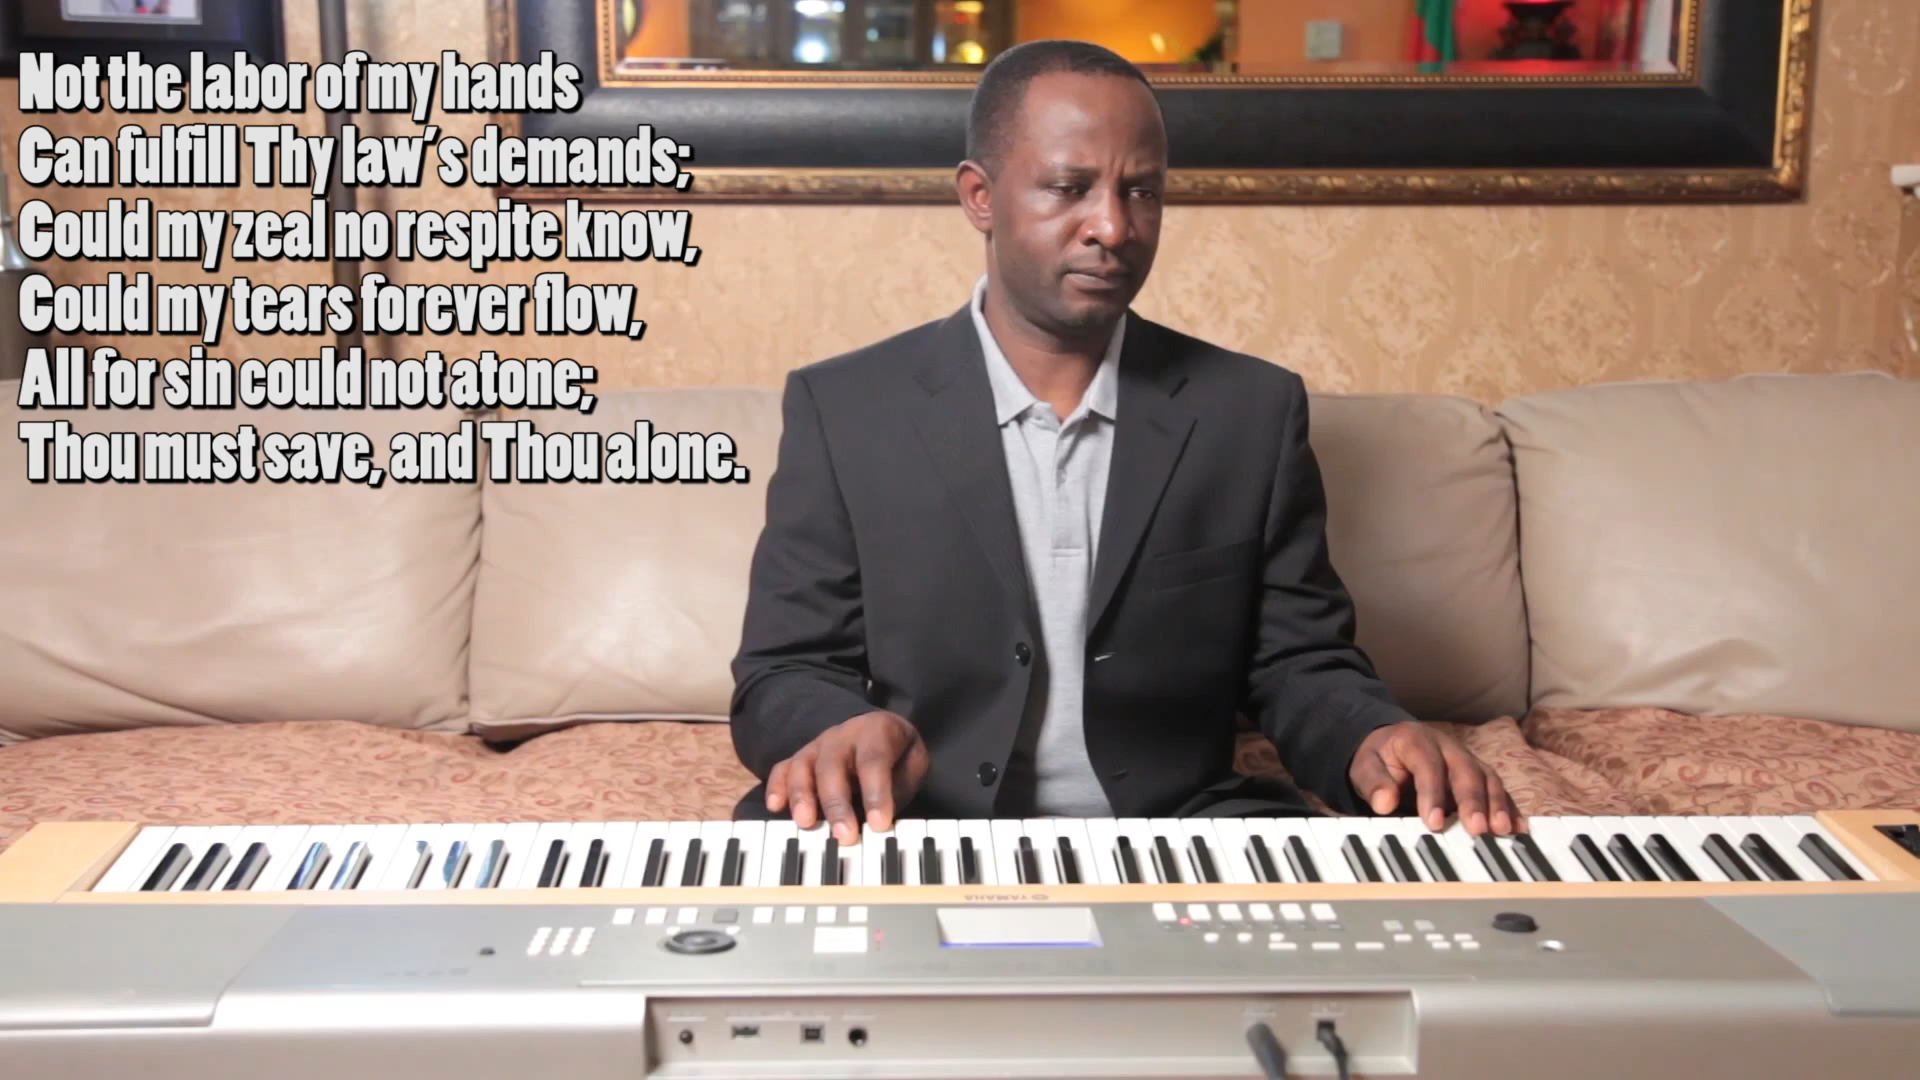 Not the labor of my hands
Can fulfill Thy law's demands;
Could my zeal no respite know,
Could my tears forever flow,
All for sin could not atone;
Thou must save, and Thou alone.
YAMAHA